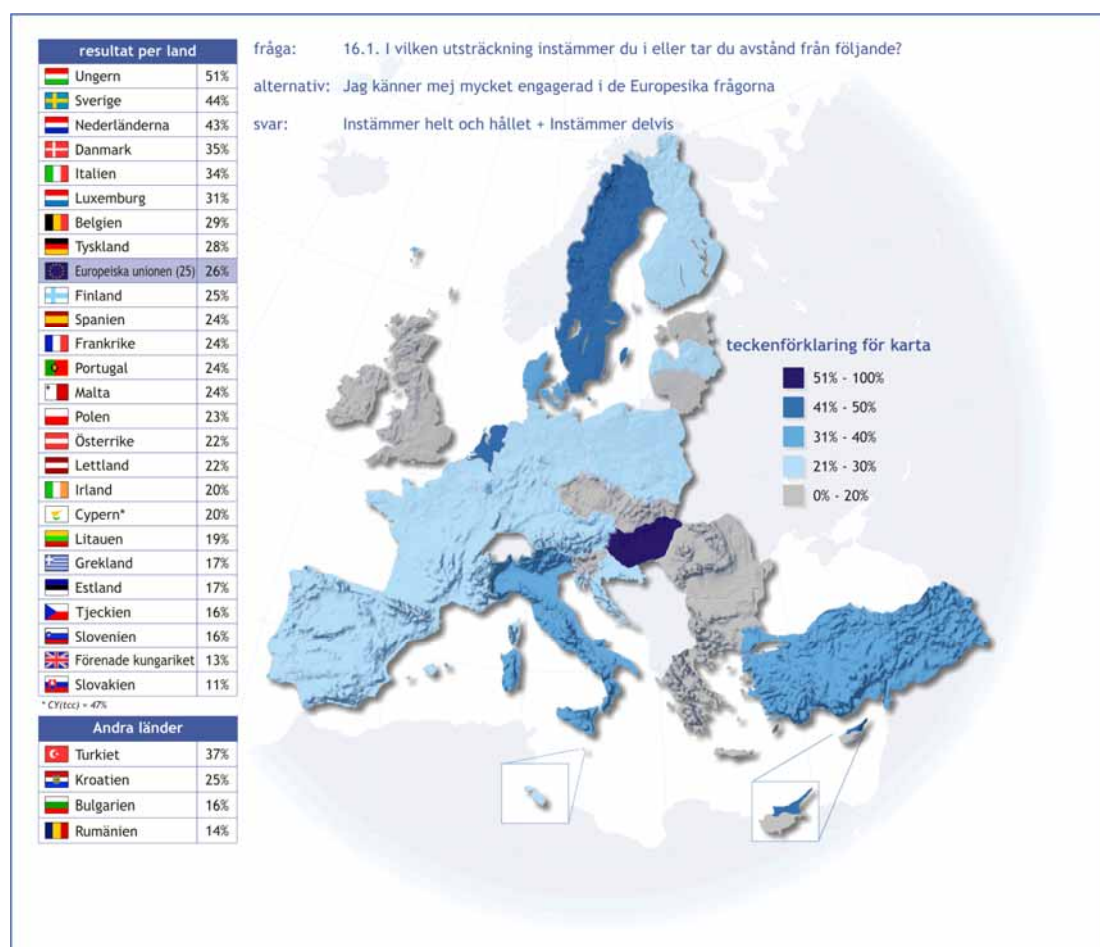 fråga: 16.1. I vilken utsträckning instämmer du i eller tar du avstånd från följande?
alternativ: Jag känner mej mycket engagerad i de Europesika frågorna
svar: Instämmer helt och hållet + Instämmer delvis
resultat per land
Ungern 51%
Sverige 44%
Nederländerna 43%
Danmark 35%
Italien 34%
Luxemburg 31%
Belgien 29%
Tyskland 28%
Europeiska unionen (25) 26%
Finland 25%
Spanien 24%
Frankrike 24%
Portugal 24%
Malta 24%
Polen 23%
Österrike 22%
Lettland 22%
Irland 20%
Cypern* 20%
Litauen 19%
Grekland 17%
Estland 17%
Tjeckien 16%
Slovenien 16%
Förenade kungariket 13%
Slovakien 11%
* CY(tcc) = 47%
Andra länder
Turkiet 37%
Kroatien 25%
Bulgarien 16%
Rumänien 14%
teckenförklaring för karta
51% - 100%
41% - 50%
31% - 40%
21% - 30%
0% - 20%